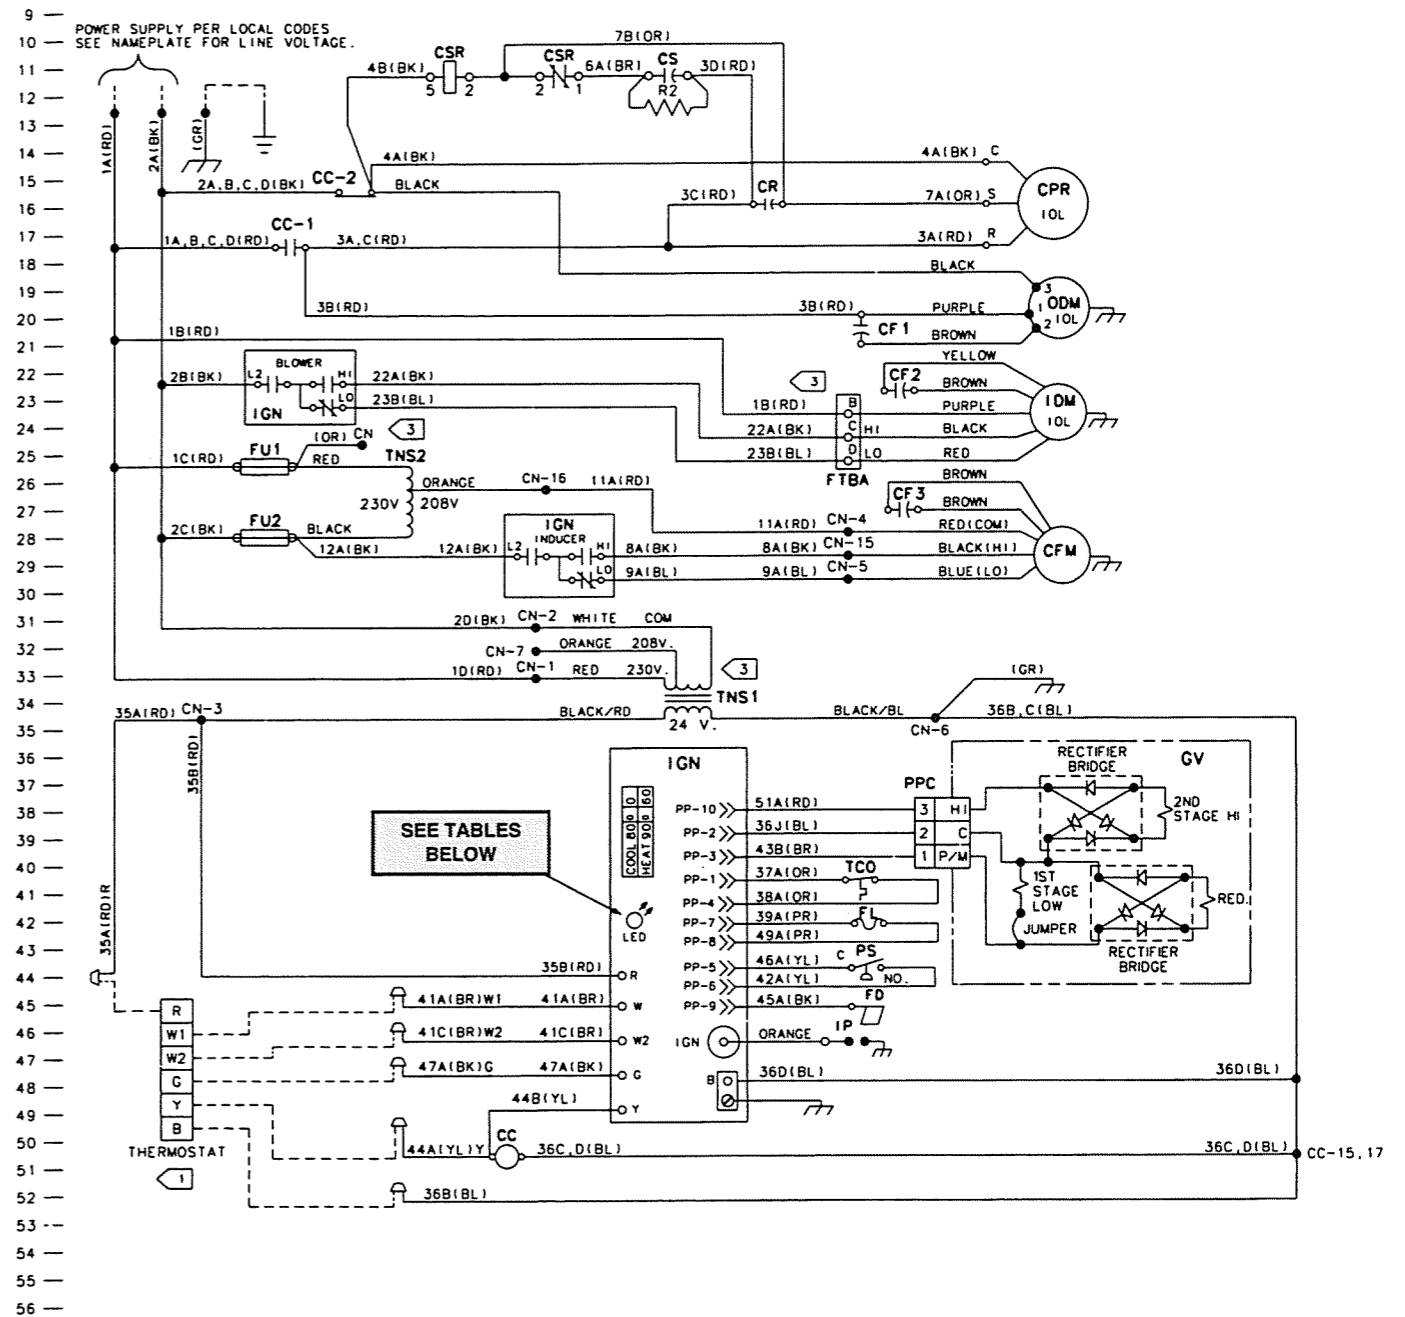 9
POWER SUPPLY PER LOCAL CODES
10
SEE NAMEPLATE FOR LINE VOLTAGE.
7B(OR)
CSR
CSR
CS
11
4B(BK)
5
2
2
1
6A(BR)
3D(RD)
R2
12
13
1A(RD)
2A(BK)
(GR)
14
4A(BK)
4A(BK)
C
15
2A,B,C,D(BK)
CC-2
BLACK
CR
CPR
IOL
16
3C(RD)
7A(OR)
S
CC-1
17
1A,B,C,D(RD)
3A,C(RD)
3A(RD)
R
18
BLACK
19
3B(RD)
3B(RD)
PURPLE
3
1
2
ODM
IOL
20
1B(RD)
CF1
BROWN
21
BLOWER
YELLOW
22
2B(BK)
L2
HI
22A(BK)
3
CF2
BROWN
23
IGN
LO
23B(BL)
1B(RD)
B
PURPLE
IDM
IOL
24
(OR)
CN
3
22A(BK)
C
HI
BLACK
25
1C(RD)
FU1
RED
TNS2
23B(BL)
D
LO
RED
FTBA
26
ORANGE
CN-16
11A(RD)
BROWN
230V
208V
CF3
BROWN
27
2C(BK)
FU2
BLACK
IGN
INDUCER
11A(RD)
CN-4
RED(COM)
28
12A(BK)
12A(BK)
L2
HI
8A(BK)
8A(BK)
CN-15
BLACK(HI)
CFM
29
LO
9A(BL)
9A(BL)
CN-5
BLUE(LO)
30
31
2D(BK)
CN-2
WHITE
COM
32
CN-7
ORANGE
208V.
33
1D(RD)
CN-1
RED
230V.
3
(GR)
34
TNS1
35A(RD)
CN-3
BLACK/RD
24 V.
BLACK/BL
CN-6
36B,C(BL)
35
35B(RD)
36
IGN
RECTIFIER
BRIDGE
GV
37
PPC
COOL 80 0
HEAT 90 60
38
PP-10
51A(RD)
3
HI
2ND
STAGE HI
SEE TABLES
BELOW
39
PP-2
36J(BL)
2
C
PP-3
43B(BR)
1
P/M
40
PP-1
37A(OR)
TCO
1ST
STAGE
LOW
41
35A(RD)R
PP-4
38A(OR)
RED.
42
LED
PP-7
39A(PR)
FL
JUMPER
43
PP-8
49A(PR)
RECTIFIER
BRIDGE
44
35B(RD)
R
PP-5
46A(YL)
C
PS
NO.
PP-6
42A(YL)
45
R
41A(BR)W1
41A(BR)
W
PP-9
45A(BK)
FD
46
W1
41C(BR)W2
41C(BR)
W2
IGN
ORANGE
IP
47
W2
47A(BK)G
47A(BK)
G
48
G
B
36D(BL)
36D(BL)
44B(YL)
49
Y
Y
50
B
44A(YL)Y
CC
36C,D(BL)
36C,D(BL)
CC-15,17
THERMOSTAT
51
1
52
36B(BL)
53
54
55
56